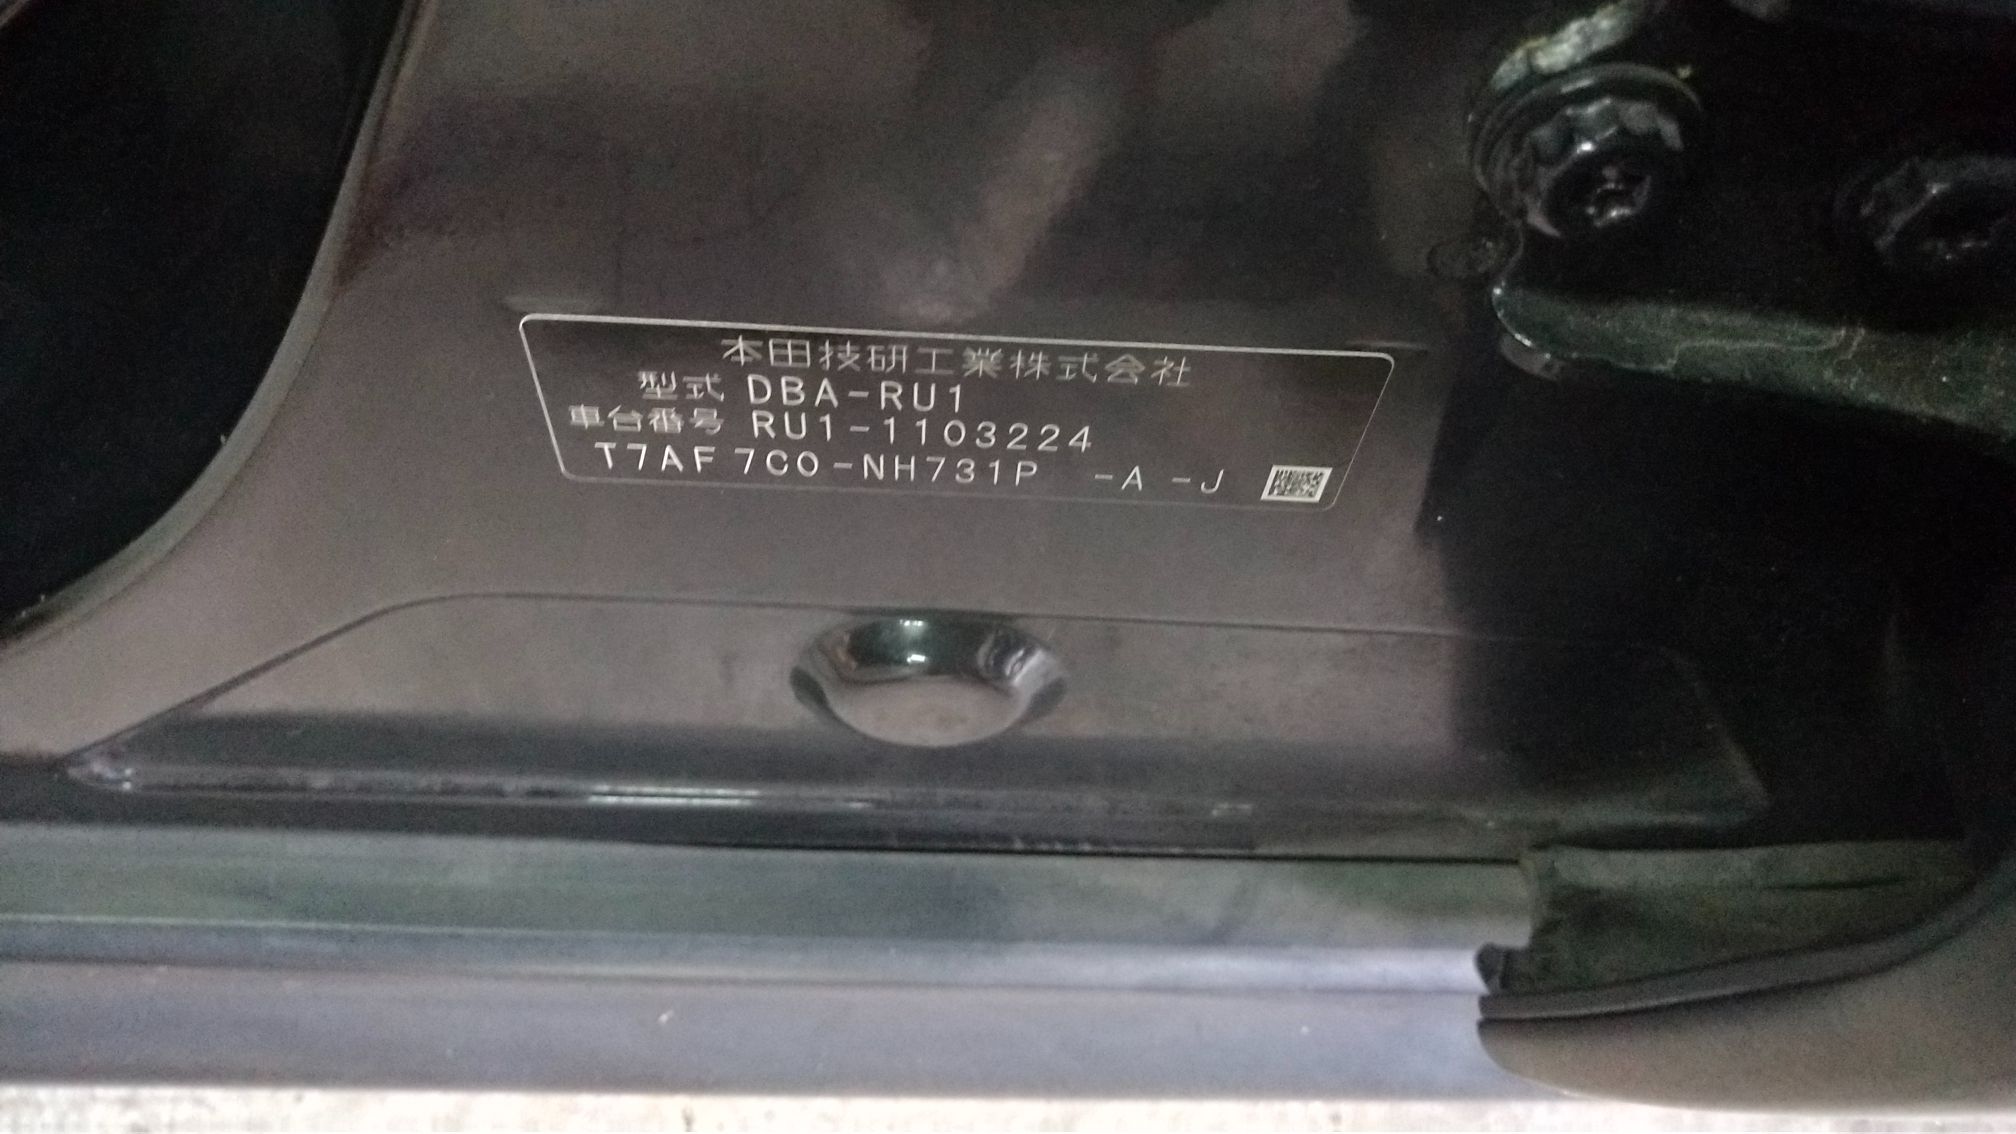 本田技研工業株式会社
型式 DBA-RU1
車台番号 RU1-1103224
T7AF 7C0-NH731P -A -J